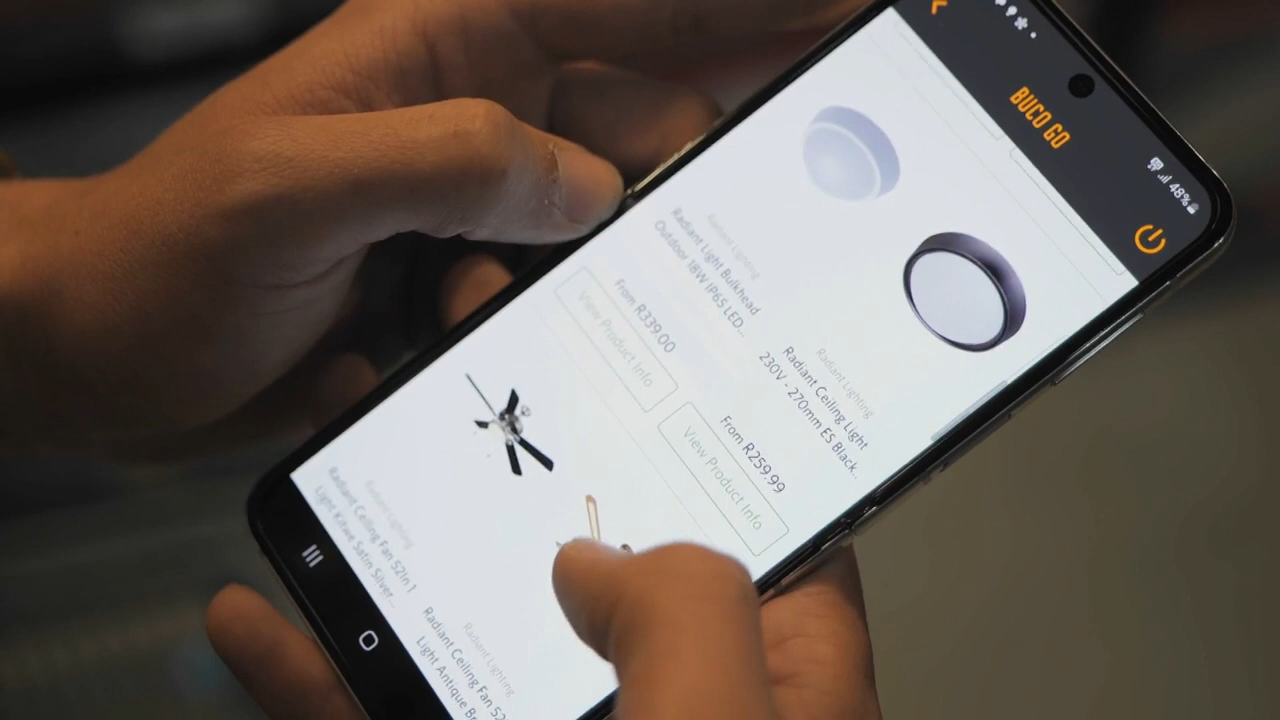 BUCO GO
48%
Radiant Lighting
Radiant Light Bulkhead
Outdoor 18W IP65 LED...
From R339.00
View Product Info
Radiant Lighting
Radiant Ceiling Light
230V - 270mm ES Black..
From R259.99
View Product Info
Radiant Lighting
Radiant Ceiling Fan 52In 1
Light Kitwe Satin Silver...
Radiant Lighting
Radiant Ceiling Fan 52
Light Antique Br